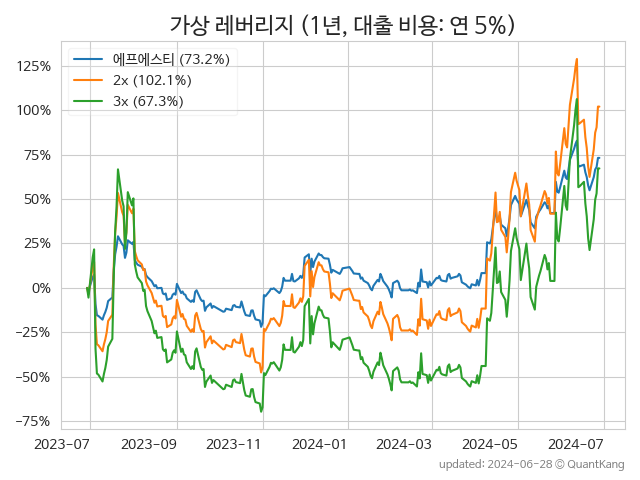 가상 레버리지 (1년, 대출 비용: 연 5%)
에프에스티 (73.2%)
2x (102.1%)
3x (67.3%)
125%
100%
75%
50%
25%
0%
−25%
−50%
−75%
2023-07 2023-09 2023-11 2024-01 2024-03 2024-05 2024-07
updated: 2024-06-28 © QuantKang